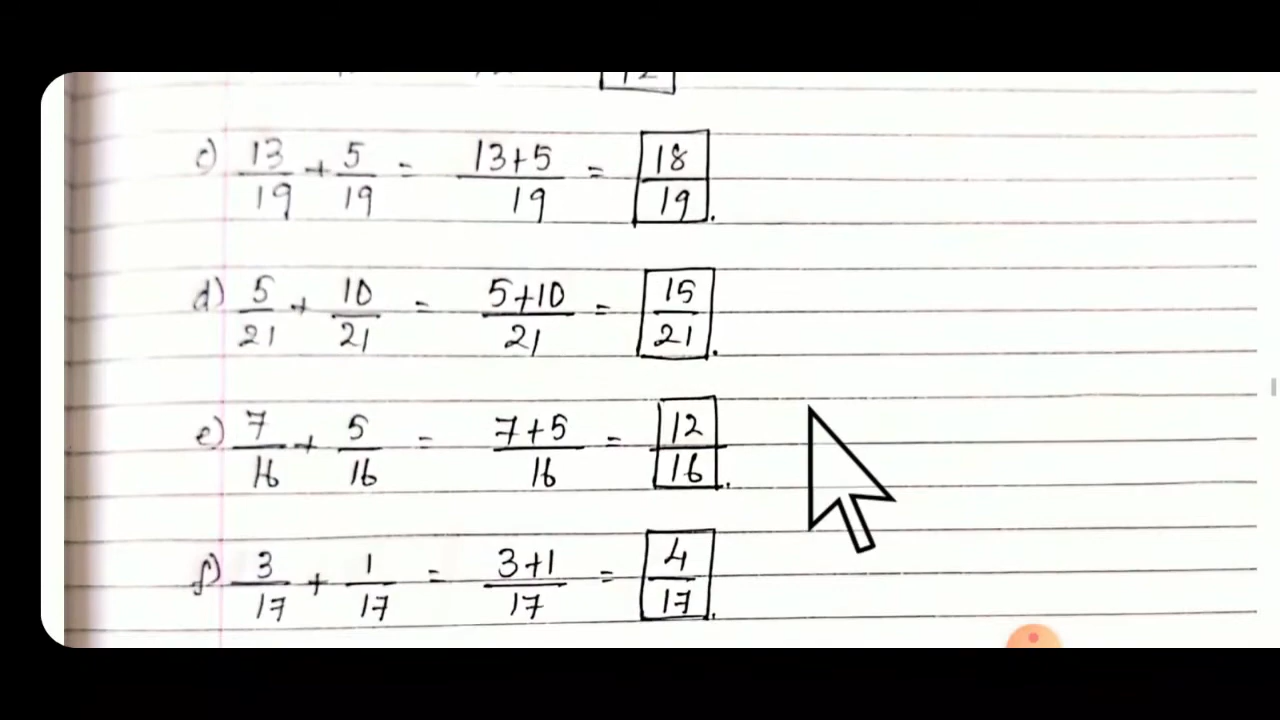 12
c) 13/19 + 5/19 = 13+5/19 = 18/19.
d) 5/21 + 10/21 = 5+10/21 = 15/21.
e) 7/16 + 5/16 = 7+5/16 = 12/16.
f) 3/17 + 1/17 = 3+1/17 = 4/17.